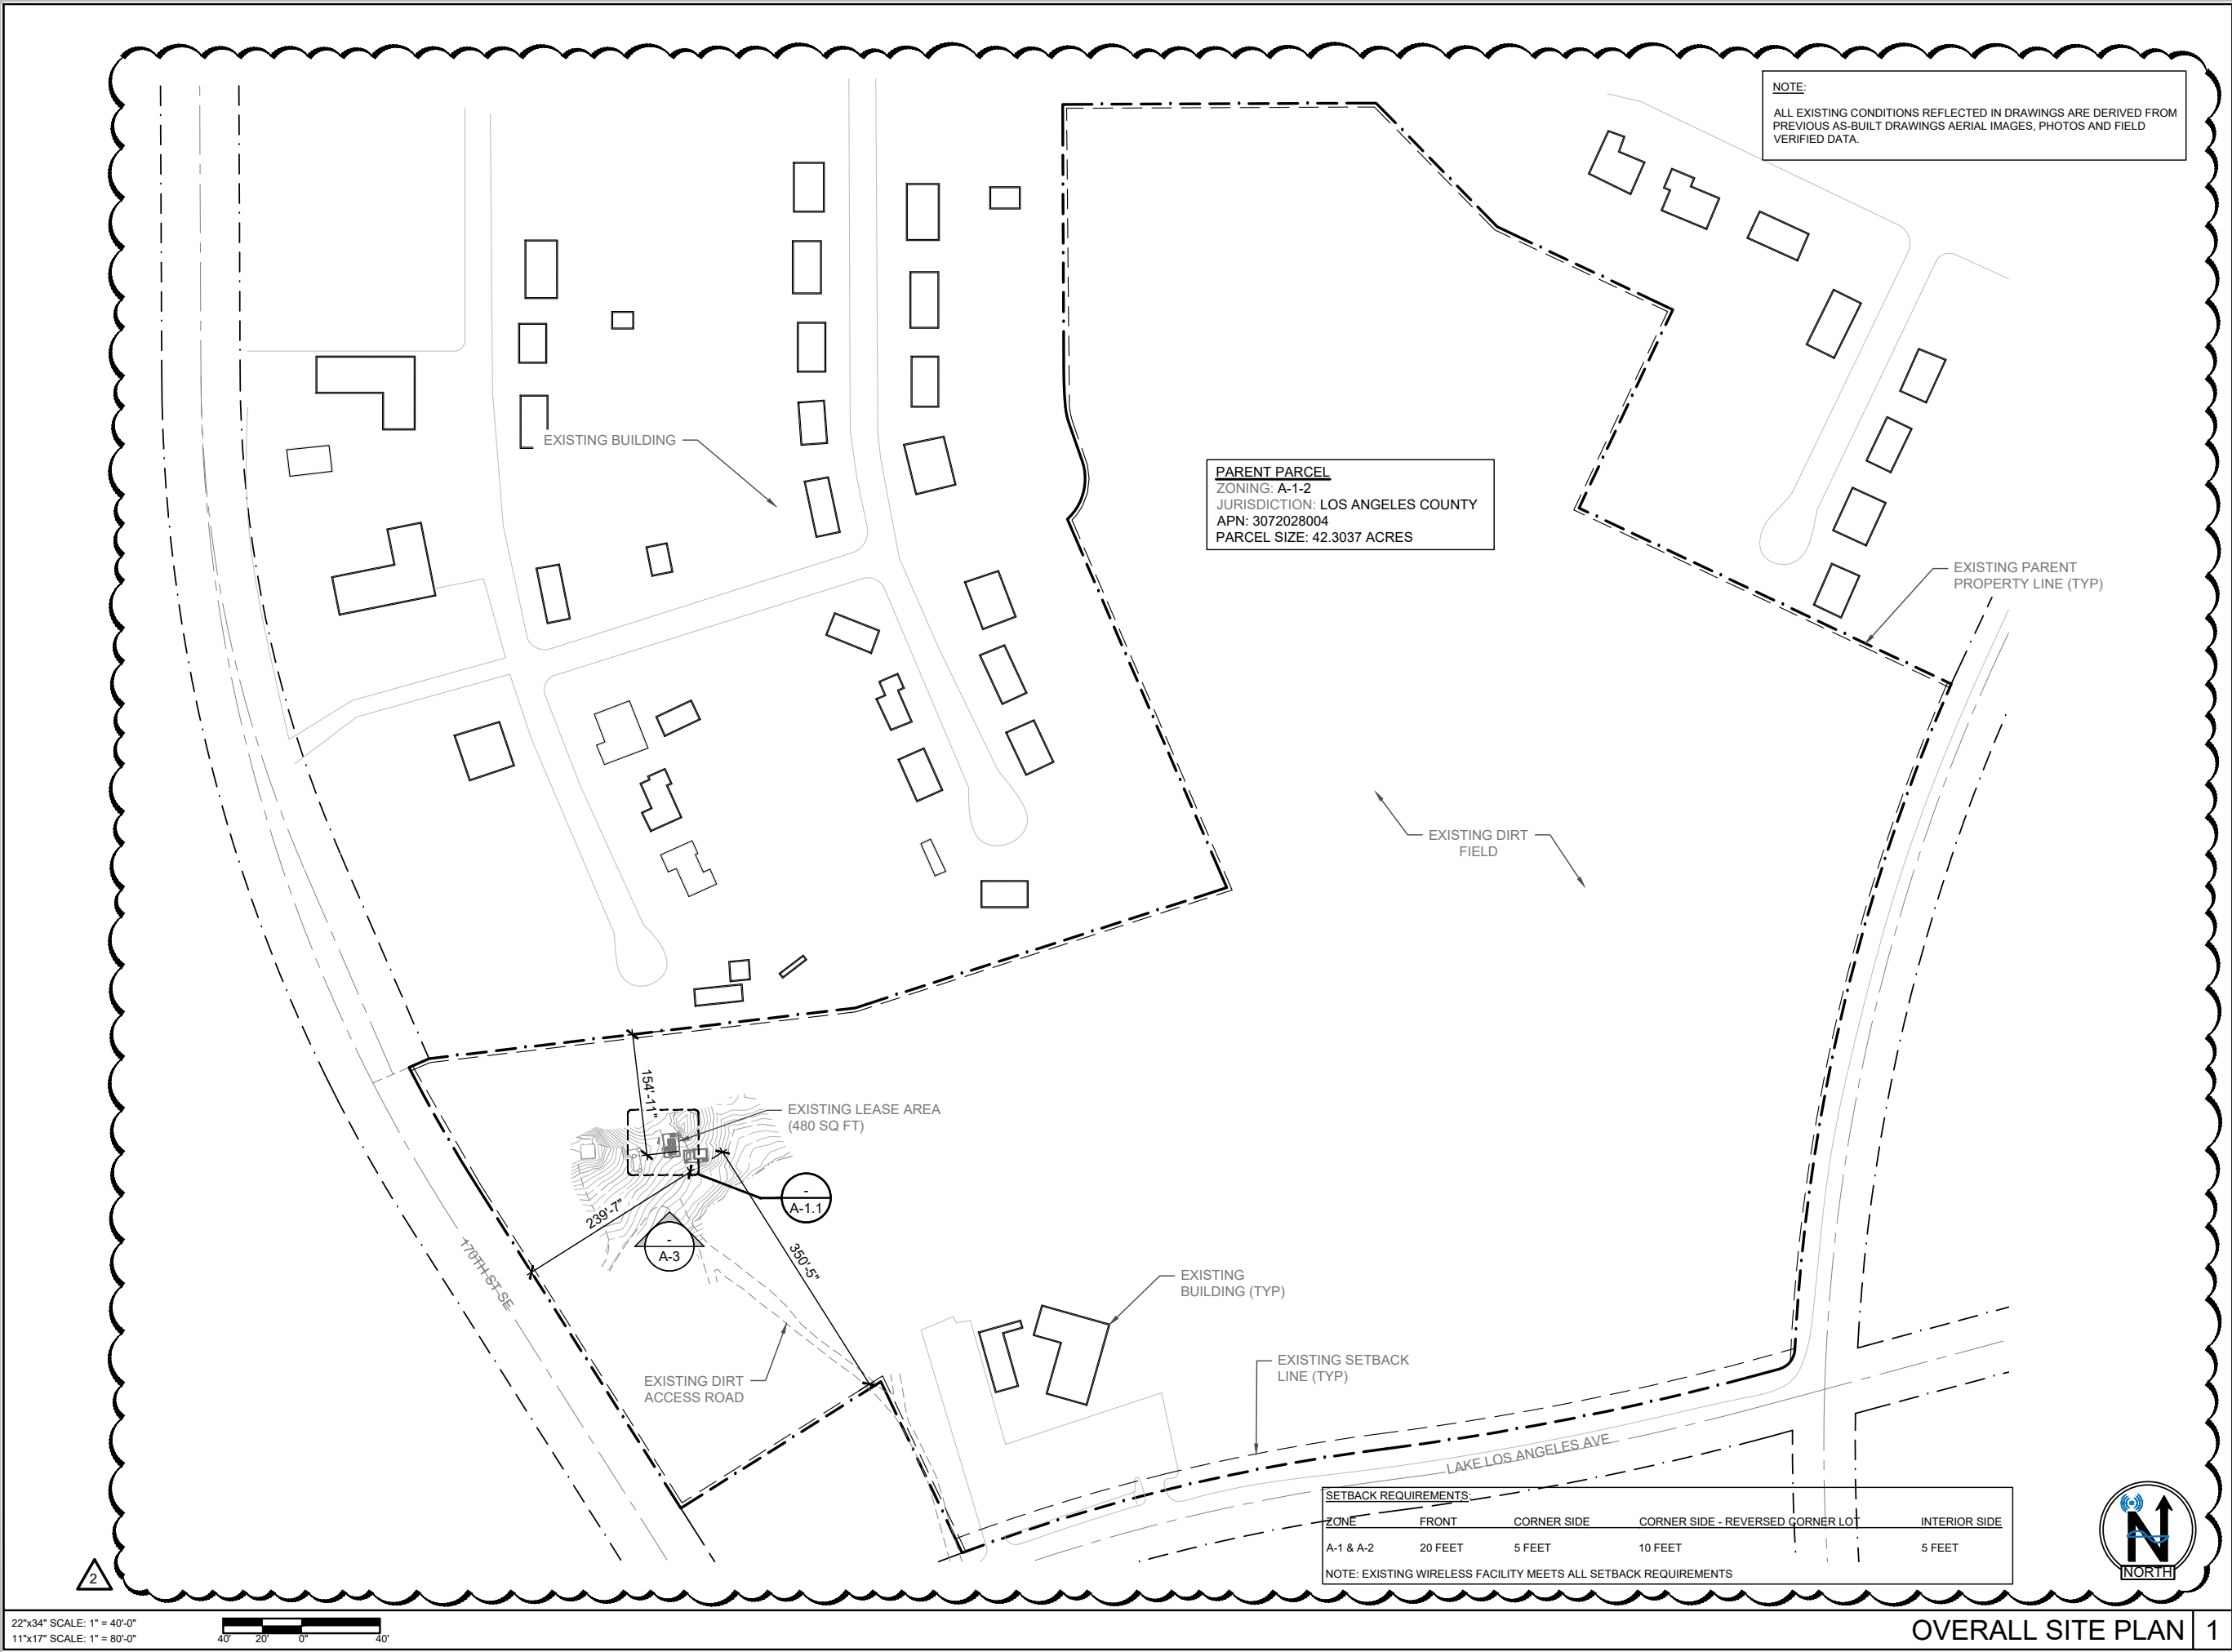 NOTE:
ALL EXISTING CONDITIONS REFLECTED IN DRAWINGS ARE DERIVED FROM
PREVIOUS AS-BUILT DRAWINGS AERIAL IMAGES, PHOTOS AND FIELD
VERIFIED DATA.
EXISTING BUILDING
PARENT PARCEL
ZONING: A-1-2
JURISDICTION: LOS ANGELES COUNTY
APN: 3072028004
PARCEL SIZE: 42.3037 ACRES
EXISTING PARENT
PROPERTY LINE (TYP)
EXISTING DIRT
FIELD
154'-11"
EXISTING LEASE AREA
(480 SQ FT)
-
A-1.1
239'-7"
-
A-3
350'-5"
170TH ST SE
EXISTING
BUILDING (TYP)
EXISTING DIRT
ACCESS ROAD
EXISTING SETBACK
LINE (TYP)
LAKE LOS ANGELES AVE
SETBACK REQUIREMENTS:
ZONE FRONT CORNER SIDE CORNER SIDE - REVERSED CORNER LOT INTERIOR SIDE
A-1 & A-2 20 FEET 5 FEET 10 FEET 5 FEET
NOTE: EXISTING WIRELESS FACILITY MEETS ALL SETBACK REQUIREMENTS
N
NORTH
2
22"x34" SCALE: 1" = 40'-0"
11"x17" SCALE: 1" = 80'-0"
40' 20' 0" 40'
OVERALL SITE PLAN 1